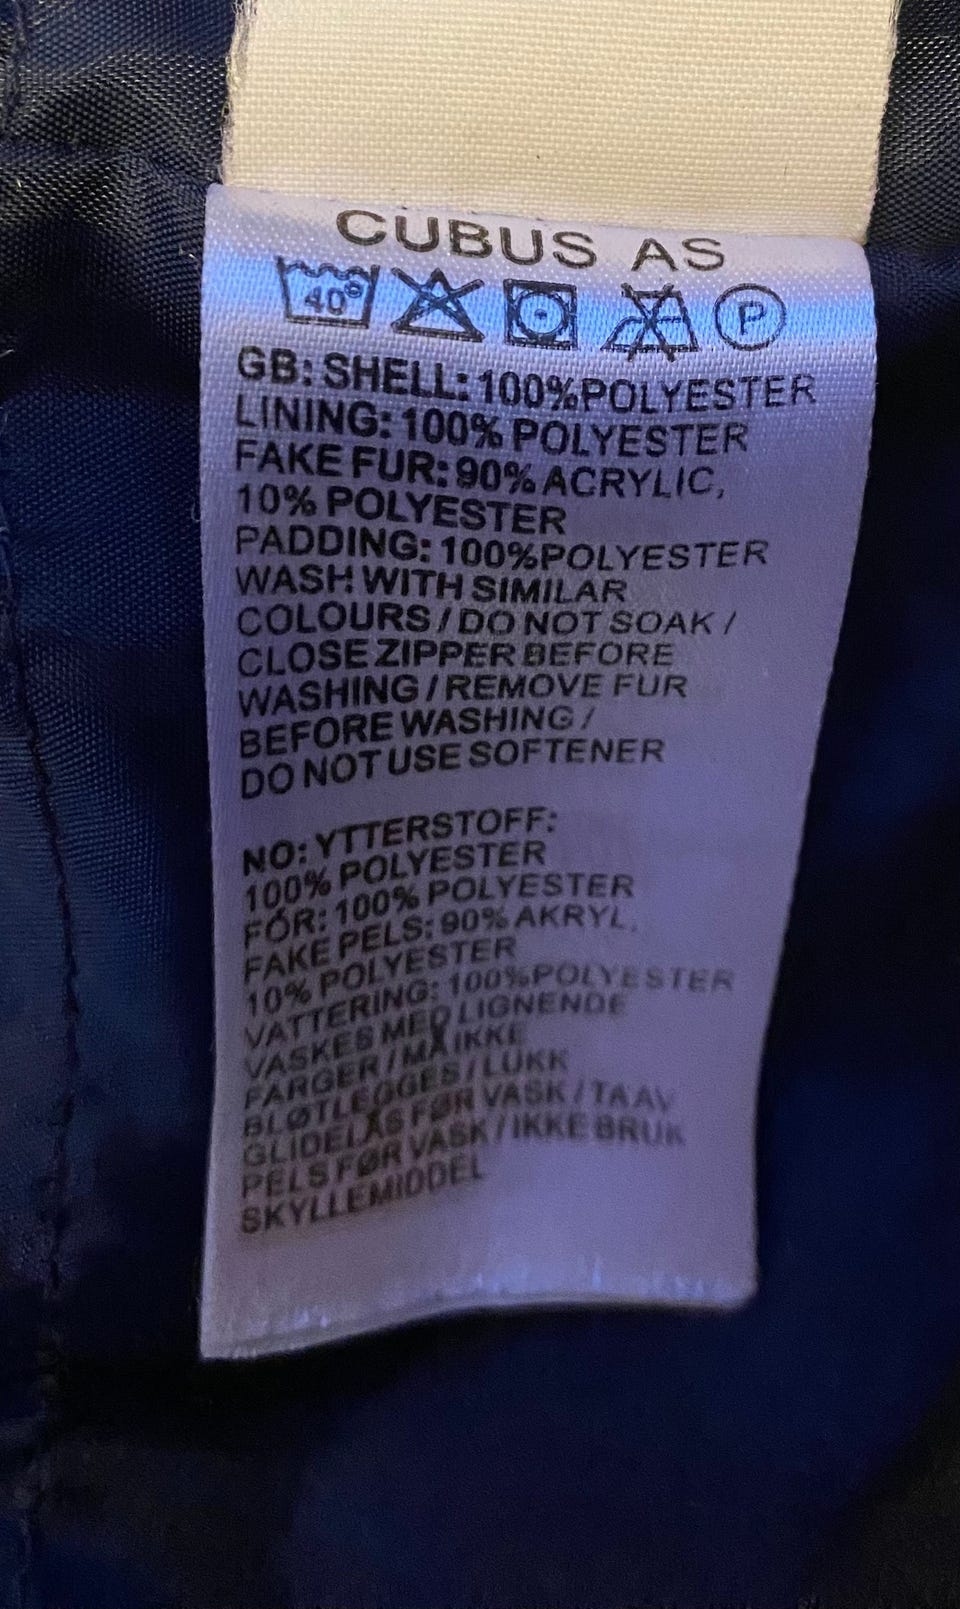 CUBUS AS
40° P
GB: SHELL: 100%POLYESTER
LINING: 100% POLYESTER
FAKE FUR: 90% ACRYLIC,
10% POLYESTER
PADDING: 100%POLYESTER
WASH WITH SIMILAR
COLOURS / DO NOT SOAK /
CLOSE ZIPPER BEFORE
WASHING / REMOVE FUR
BEFORE WASHING /
DO NOT USE SOFTENER
NO: YTTERSTOFF:
100% POLYESTER
FÓR: 100% POLYESTER
FAKE PELS: 90% AKRYL,
10% POLYESTER
VATTERING: 100%POLYESTER
VASKES MED LIGNENDE
FARGER / MÅ IKKE
BLØTLEGGES / LUKK
GLIDELÅS FØR VASK / TA AV
PELS FØR VASK / IKKE BRUK
SKYLLEMIDDEL